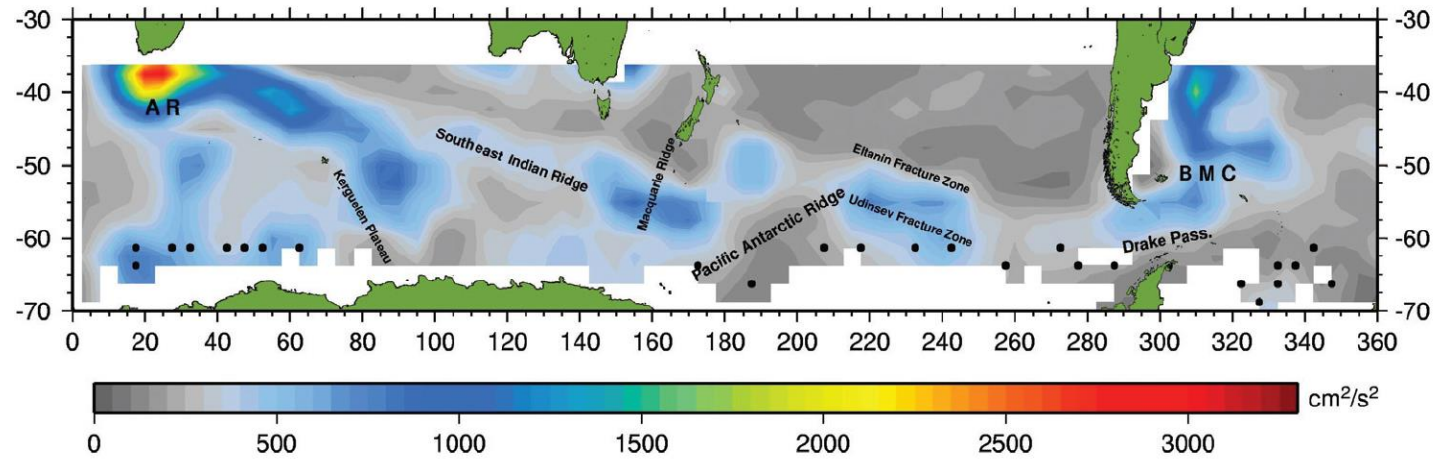 -30 -30
-40 -40
-50 -50
-60 -60
-70 -70
0 20 40 60 80 100 120 140 160 180 200 220 240 260 280 300 320 340 360
A R
Southeast Indian Ridge
Kerguelen Plateau
Macquarie Ridge
Pacific Antarctic Ridge
Eltanin Fracture Zone
Udinsev Fracture Zone
B M C
Drake Pass.
cm²/s²
0 500 1000 1500 2000 2500 3000